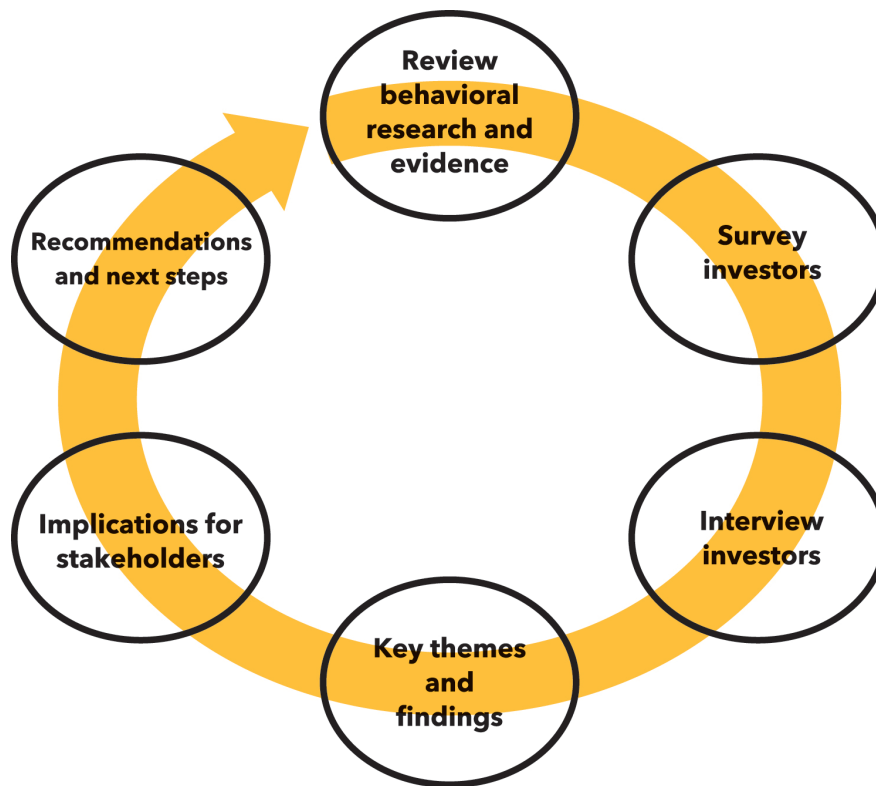 Review
behavioral
research and
evidence
Survey
investors
Interview
investors
Key themes
and
findings
Implications for
stakeholders
Recommendations
and next steps